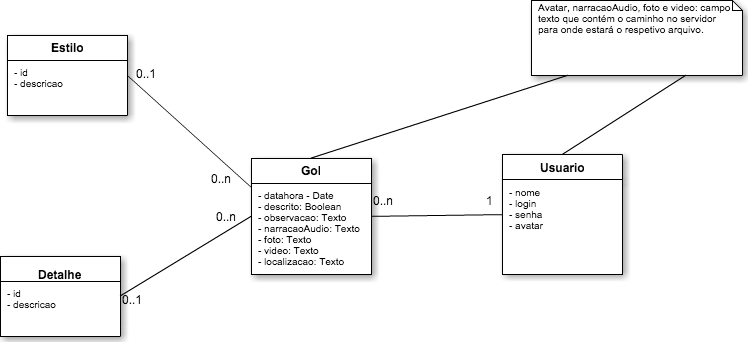 Avatar, narracaoAudio, foto e video: campo
texto que contém o caminho no servidor
para onde estará o respetivo arquivo.
Estilo
- id
- descricao
0..1
0..n
Gol
- datahora - Date
- descrito: Boolean
- observacao: Texto
- narracaoAudio: Texto
- foto: Texto
- video: Texto
- localizacao: Texto
0..n
1
Usuario
- nome
- login
- senha
- avatar
0..n
Detalhe
- id
- descricao
0..1